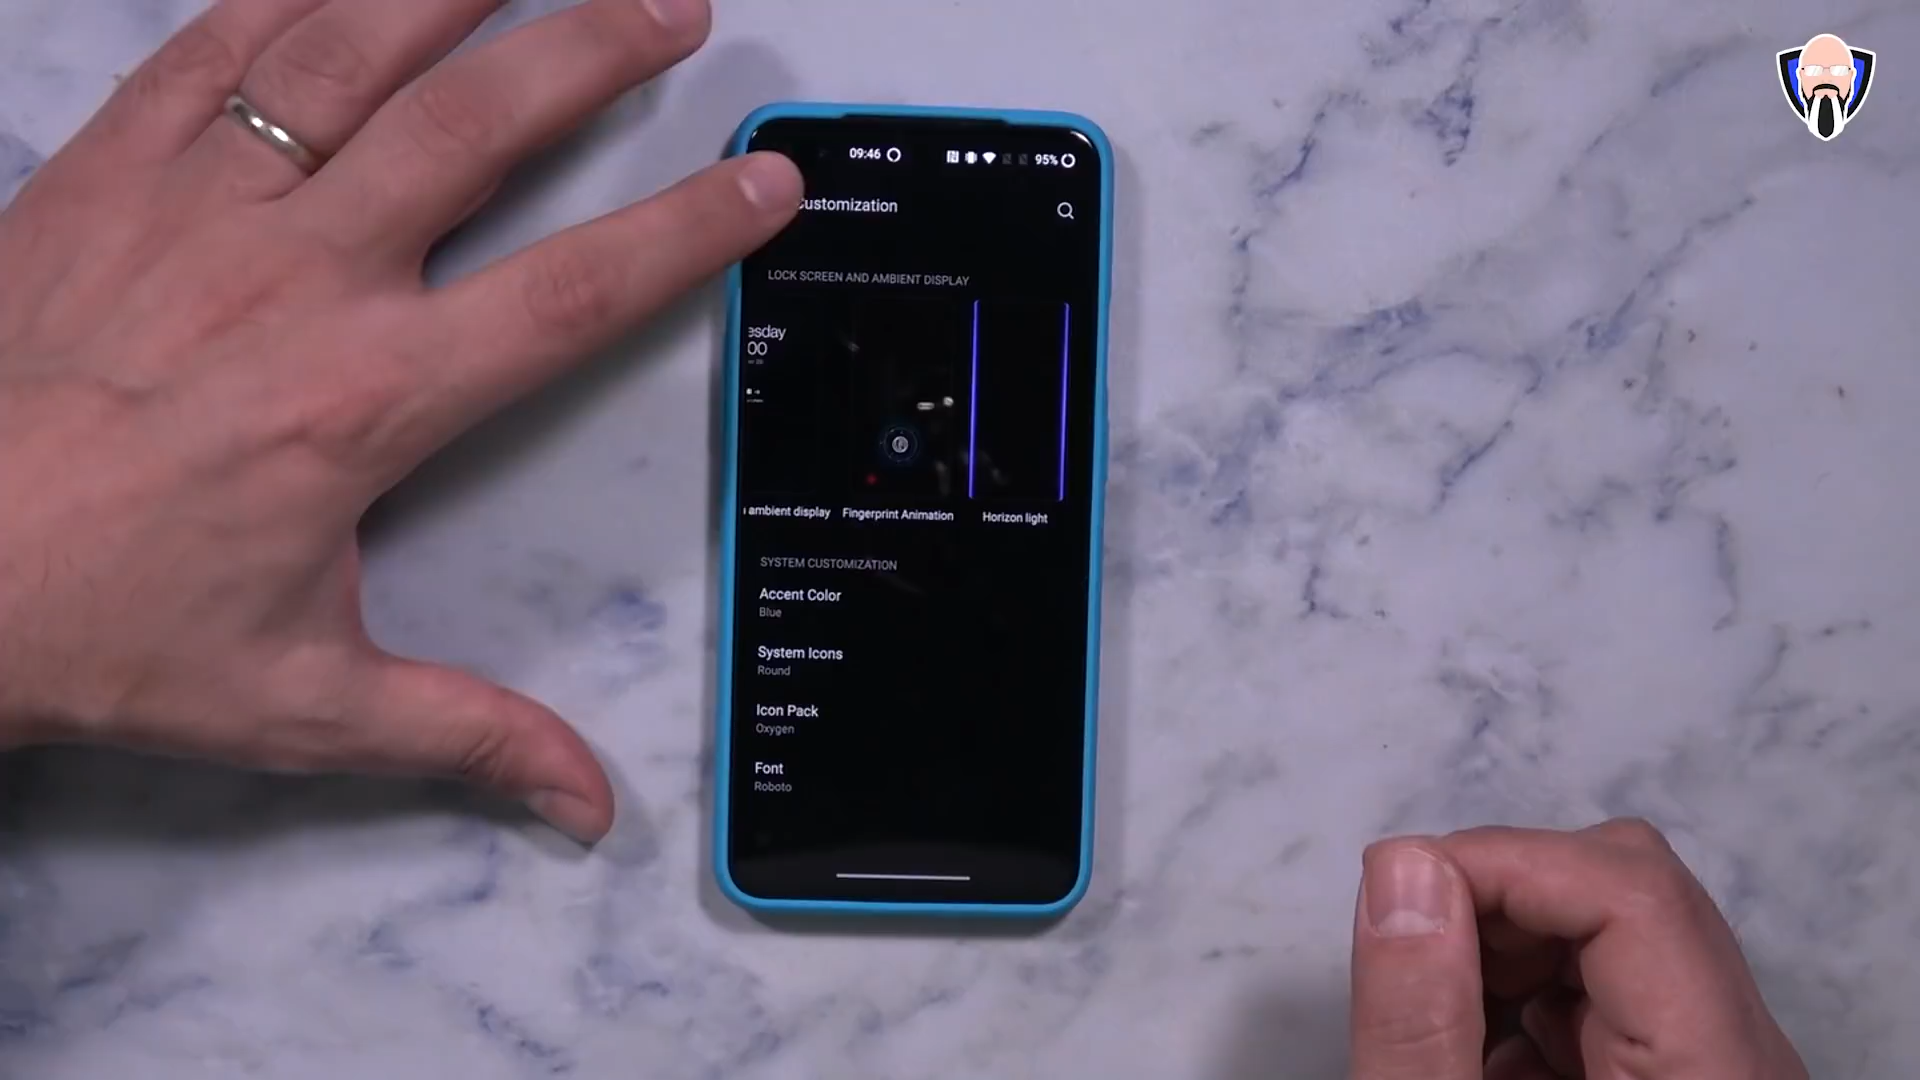 09:46
95%
Customization
LOCK SCREEN AND AMBIENT DISPLAY
esday
00
ambient display
Fingerprint Animation
Horizon light
SYSTEM CUSTOMIZATION
Accent Color
Blue
System Icons
Round
Icon Pack
Oxygen
Font
Roboto